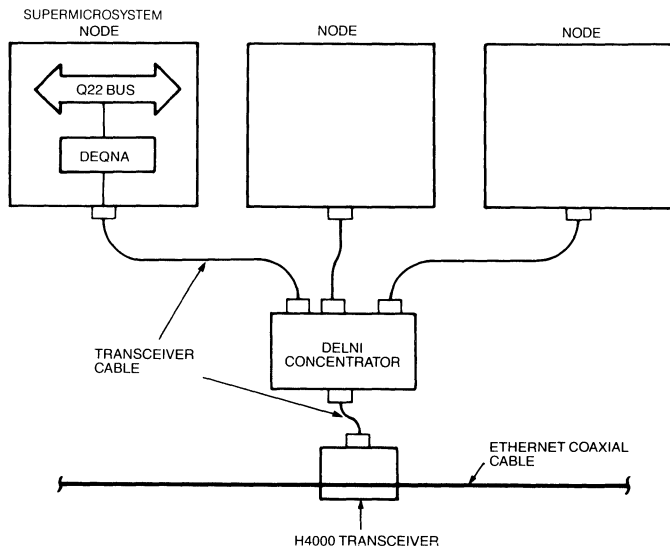 SUPERMICROSYSTEM
NODE
NODE
NODE
Q22 BUS
DEQNA
TRANSCEIVER
CABLE
DELNI
CONCENTRATOR
ETHERNET COAXIAL
CABLE
H4000 TRANSCEIVER